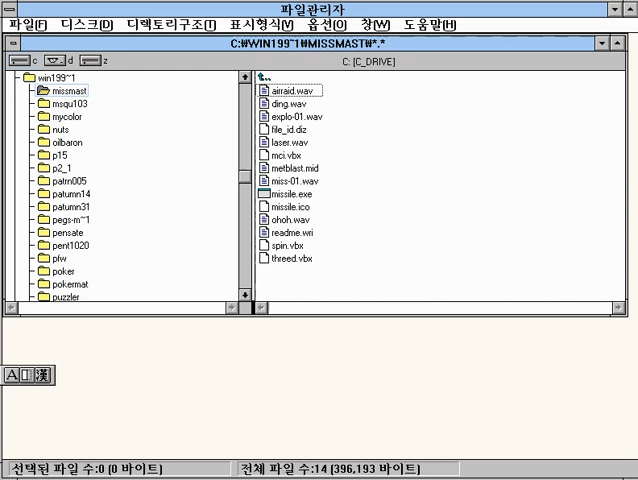 파일관리자
파일(F) 디스크(D) 디렉토리구조(T) 표시형식(V) 옵션(O) 창(W) 도움말(H)
C:₩WIN199~1₩MISSMAST₩*.*
c d z C: [C_DRIVE]
win199~1
missmast
msqu103
mycolor
nuts
oilbaron
p15
p2_1
patrn005
paturnn14
paturnn31
pegs-m~1
pensate
pent1020
pfw
poker
pokermat
puzzler
..
airraid.wav
ding.wav
explo-01.wav
file_id.diz
laser.wav
mci.vbx
metblast.mid
miss-01.wav
missile.exe
missile.ico
ohoh.wav
readme.wri
spin.vbx
threed.vbx
A 漢
선택된 파일 수:0 (0 바이트) 전체 파일 수:14 (396,193 바이트)